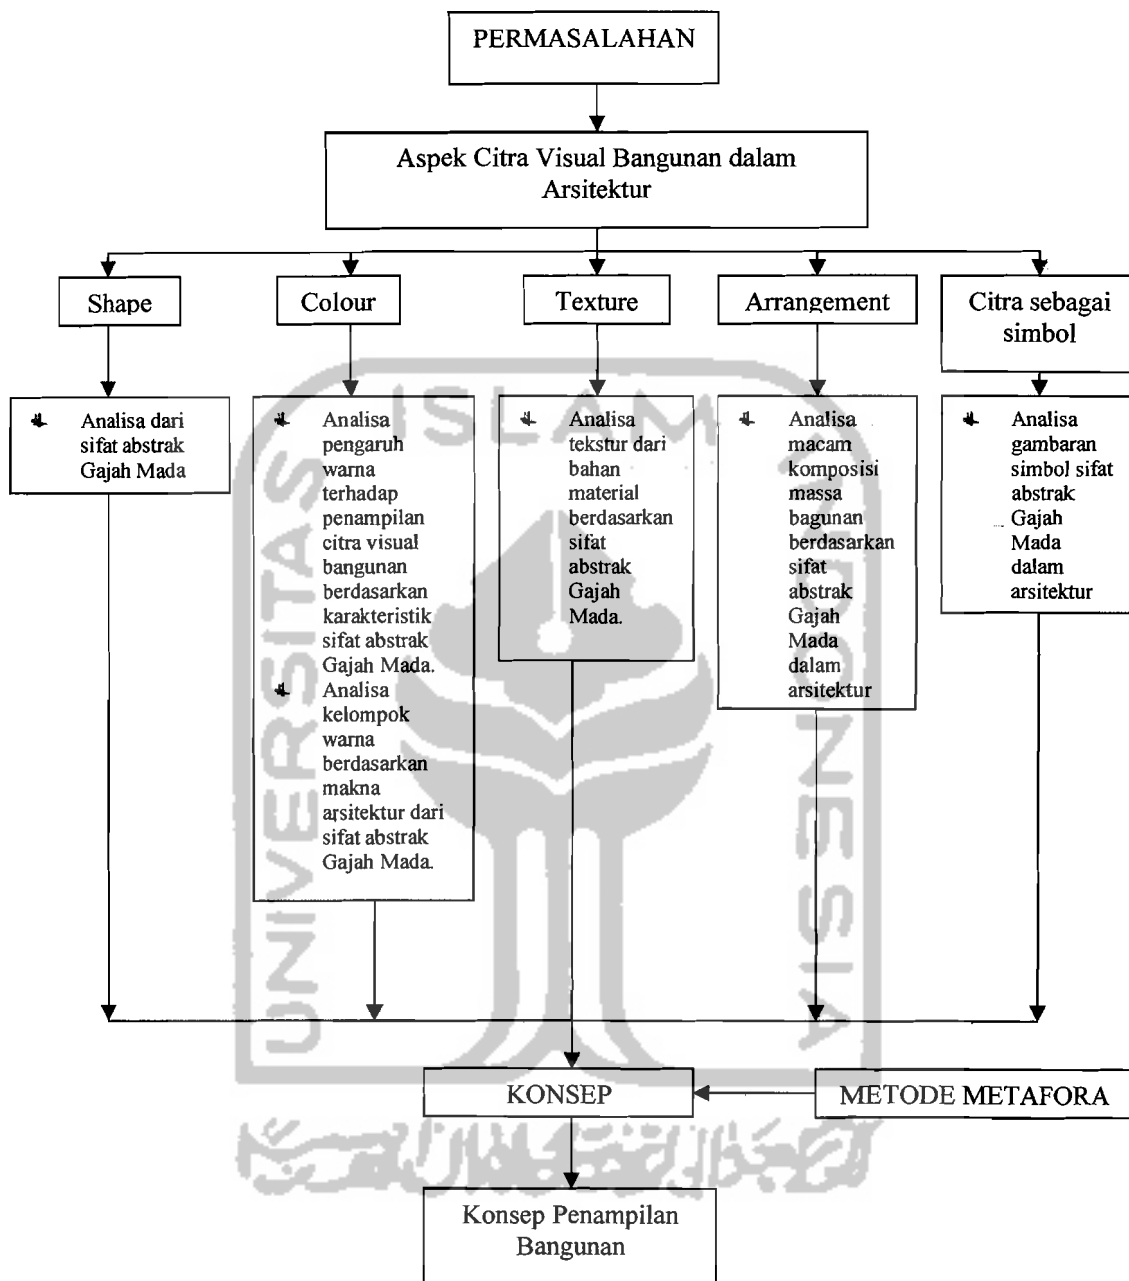 PERMASALAHAN
Aspek Citra Visual Bangunan dalam
Arsitektur
Shape
Colour
Texture
Arrangement
Citra sebagai
simbol
Analisa dari
sifat abstrak
Gajah Mada
Analisa
pengaruh
warna
terhadap
penampilan
citra visual
bangunan
berdasarkan
karakteristik
sifat abstrak
Gajah Mada.
Analisa
kelompok
warna
berdasarkan
makna
arsitektur dari
sifat abstrak
Gajah Mada.
Analisa
tekstur dari
bahan
material
berdasarkan
sifat
abstrak
Gajah
Mada.
Analisa
macam
komposisi
massa
bagunan
berdasarkan
sifat
abstrak
Gajah
Mada
dalam
arsitektur
Analisa
gambaran
simbol sifat
abstrak
Gajah
Mada
dalam
arsitektur
KONSEP
METODE METAFORA
Konsep Penampilan
Bangunan
UNIVERSITAS
ISLAM
INDONESIA